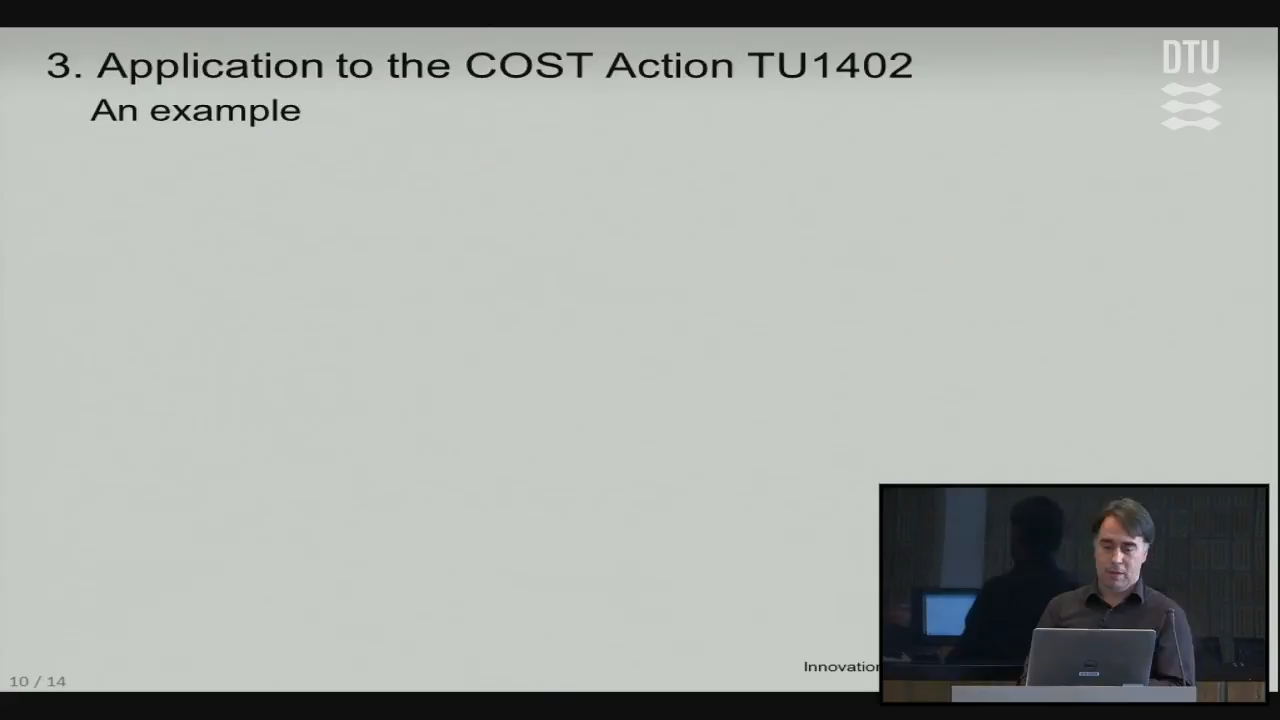 3. Application to the COST Action TU1402
An example
DTU
Innovation
10 / 14